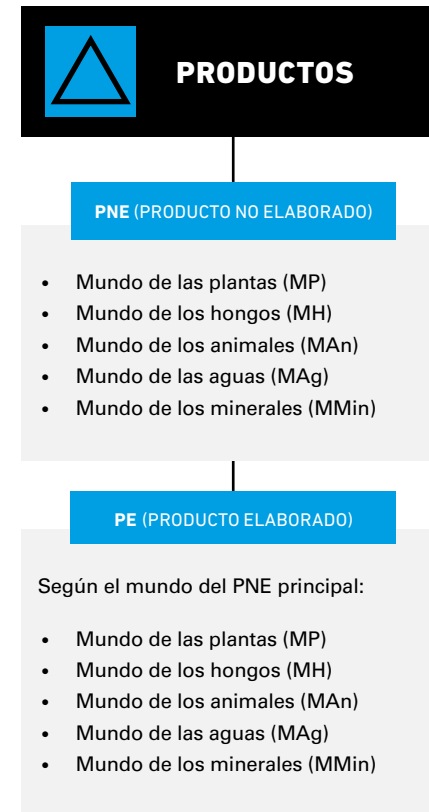 PRODUCTOS
PNE (PRODUCTO NO ELABORADO)
• Mundo de las plantas (MP)
• Mundo de los hongos (MH)
• Mundo de los animales (MAn)
• Mundo de las aguas (MAg)
• Mundo de los minerales (MMin)
PE (PRODUCTO ELABORADO)
Según el mundo del PNE principal:
• Mundo de las plantas (MP)
• Mundo de los hongos (MH)
• Mundo de los animales (MAn)
• Mundo de las aguas (MAg)
• Mundo de los minerales (MMin)